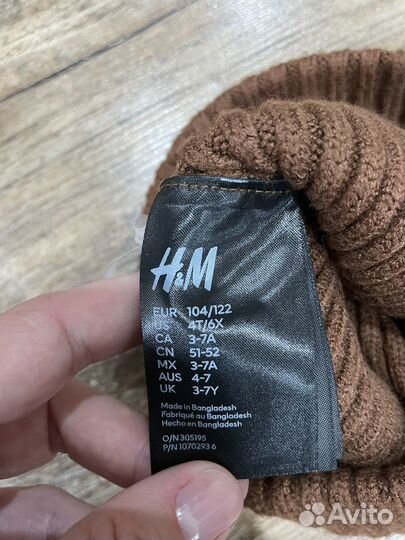 H&M
EUR 104/122
US 4T/6X
CA 3-7A
CN 51-52
MX 3-7A
AUS 4-7
UK 3-7Y
Made in Bangladesh
Fabriqué au Bangladesh
Hecho en Bangladesh
O/N 305195
P/N 1070293 6
Avito